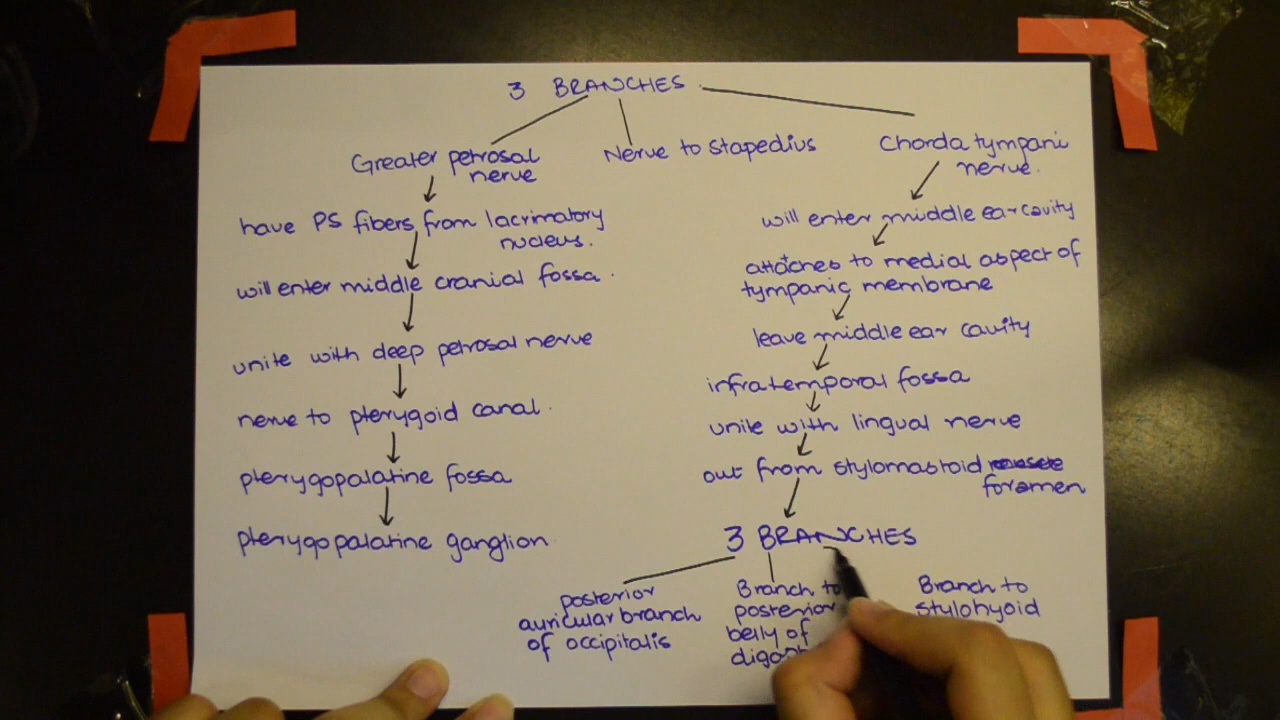 3 BRANCHES
Greater petrosal
nerve
have PS fibers from lacrimatory
nucleus.
will enter middle cranial fossa.
unite with deep petrosal nerve
nerve to pterygoid canal.
pterygopalatine fossa
pterygopalatine ganglion
Nerve to stapedius
Chorda tympani
nerve.
will enter middle ear cavity
attaches to medial aspect of
tympanic membrane
leave middle ear cavity
infratemporal fossa
unite with lingual nerve
out from stylomastoid
foramen
3 BRANCHES
posterior
auricular branch
of occipitalis
Branch to
posterior
belly of
Branch to
stylohyoid